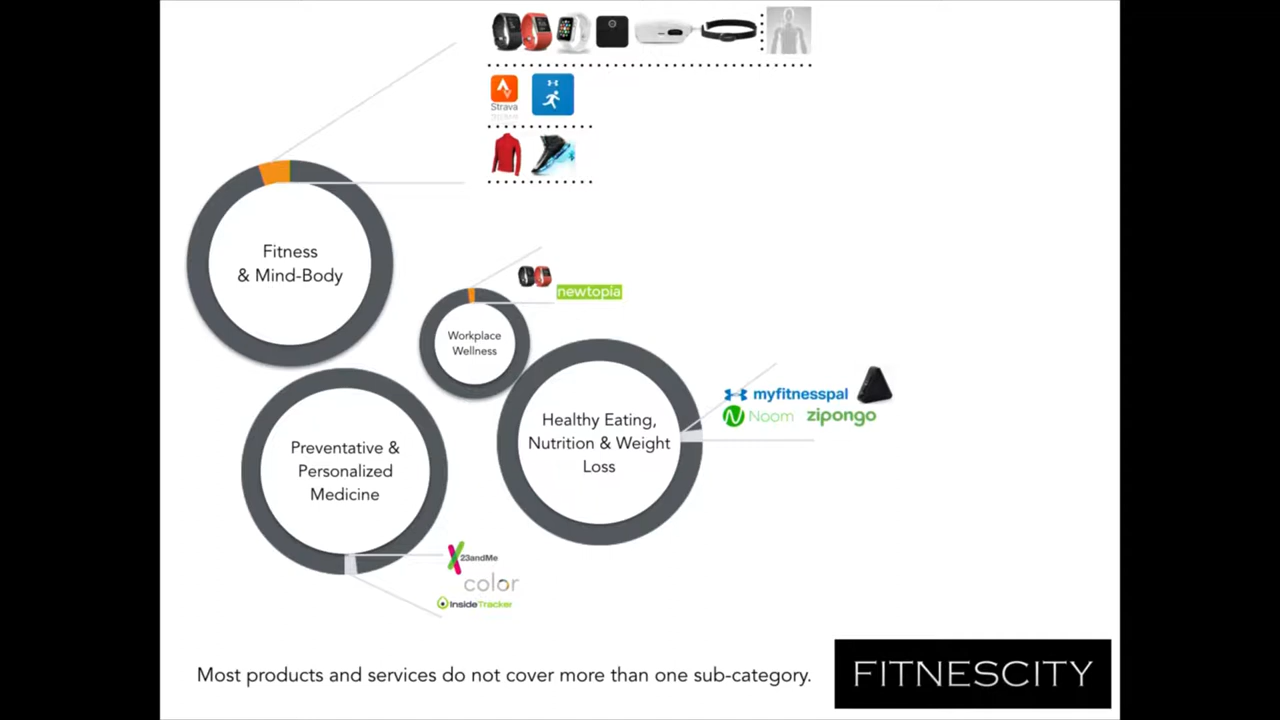 Strava
Fitness
& Mind-Body
newtopia
Workplace
Wellness
Healthy Eating,
Nutrition & Weight
Loss
myfitnesspal
Noom zipongo
Preventative &
Personalized
Medicine
23andMe
color
InsideTracker
Most products and services do not cover more than one sub-category.
FITNESCITY